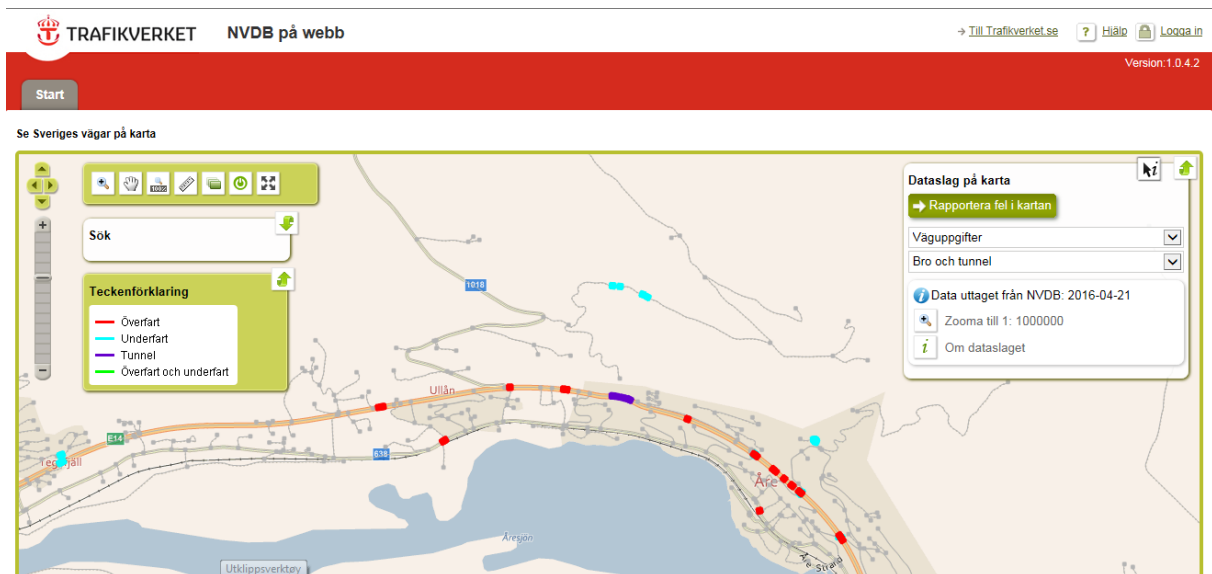 TRAFIKVERKET NVDB på webb
→ Till Trafikverket.se ? Hjälp Logga in
Version:1.0.4.2
Start
Se Sveriges vägar på karta
Sök
Teckenförklaring
Överfart
Underfart
Tunnel
Överfart och underfart
Dataslag på karta
Rapportera fel i kartan
Väguppgifter
Bro och tunnel
Data uttaget från NVDB: 2016-04-21
Zooma till 1: 1000000
i Om dataslaget
1018
Ullån
E14
638
Åre
Åresjön
Åre Strand
Utklippsverktøy